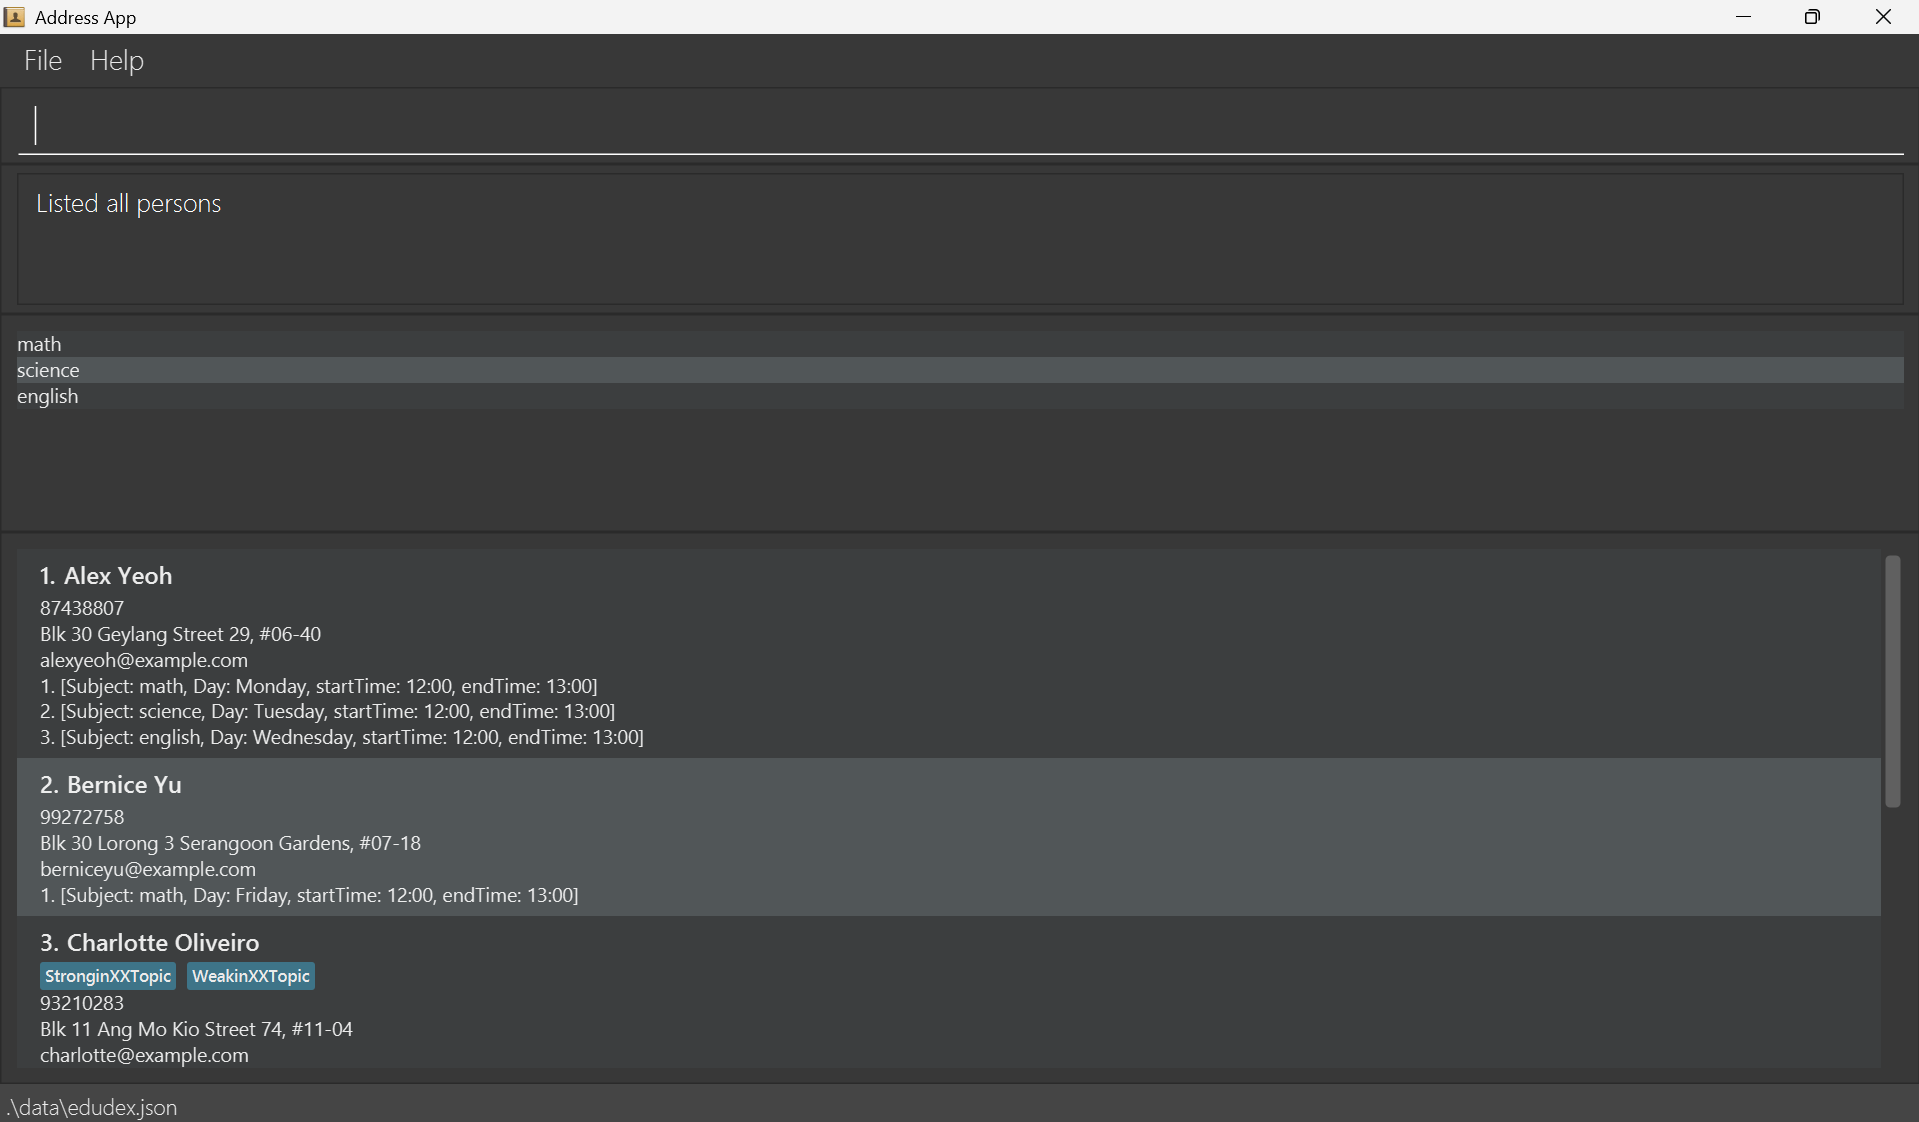 Address App
File Help
Listed all persons
math
science
english
1. Alex Yeoh
87438807
Blk 30 Geylang Street 29, #06-40
alexyeoh@example.com
1. [Subject: math, Day: Monday, startTime: 12:00, endTime: 13:00]
2. [Subject: science, Day: Tuesday, startTime: 12:00, endTime: 13:00]
3. [Subject: english, Day: Wednesday, startTime: 12:00, endTime: 13:00]
2. Bernice Yu
99272758
Blk 30 Lorong 3 Serangoon Gardens, #07-18
berniceyu@example.com
1. [Subject: math, Day: Friday, startTime: 12:00, endTime: 13:00]
3. Charlotte Oliveiro
StronginXXTopic WeakinXXTopic
93210283
Blk 11 Ang Mo Kio Street 74, #11-04
charlotte@example.com
.\data\edudex.json